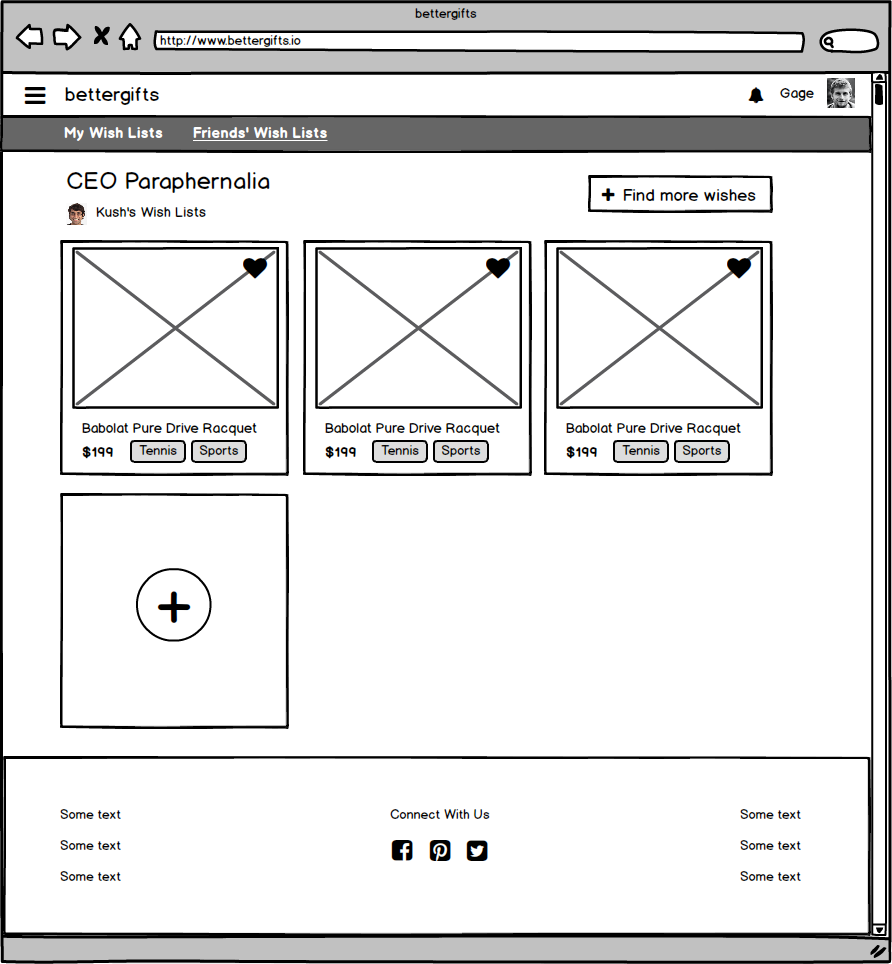 bettergifts
http://www.bettergifts.io
bettergifts
Gage
My Wish Lists
Friends' Wish Lists
CEO Paraphernalia
Find more wishes
Kush's Wish Lists
Babolat Pure Drive Racquet
$199 Tennis Sports
Babolat Pure Drive Racquet
$199 Tennis Sports
Babolat Pure Drive Racquet
$199 Tennis Sports
Some text
Some text
Some text
Connect With Us
Some text
Some text
Some text